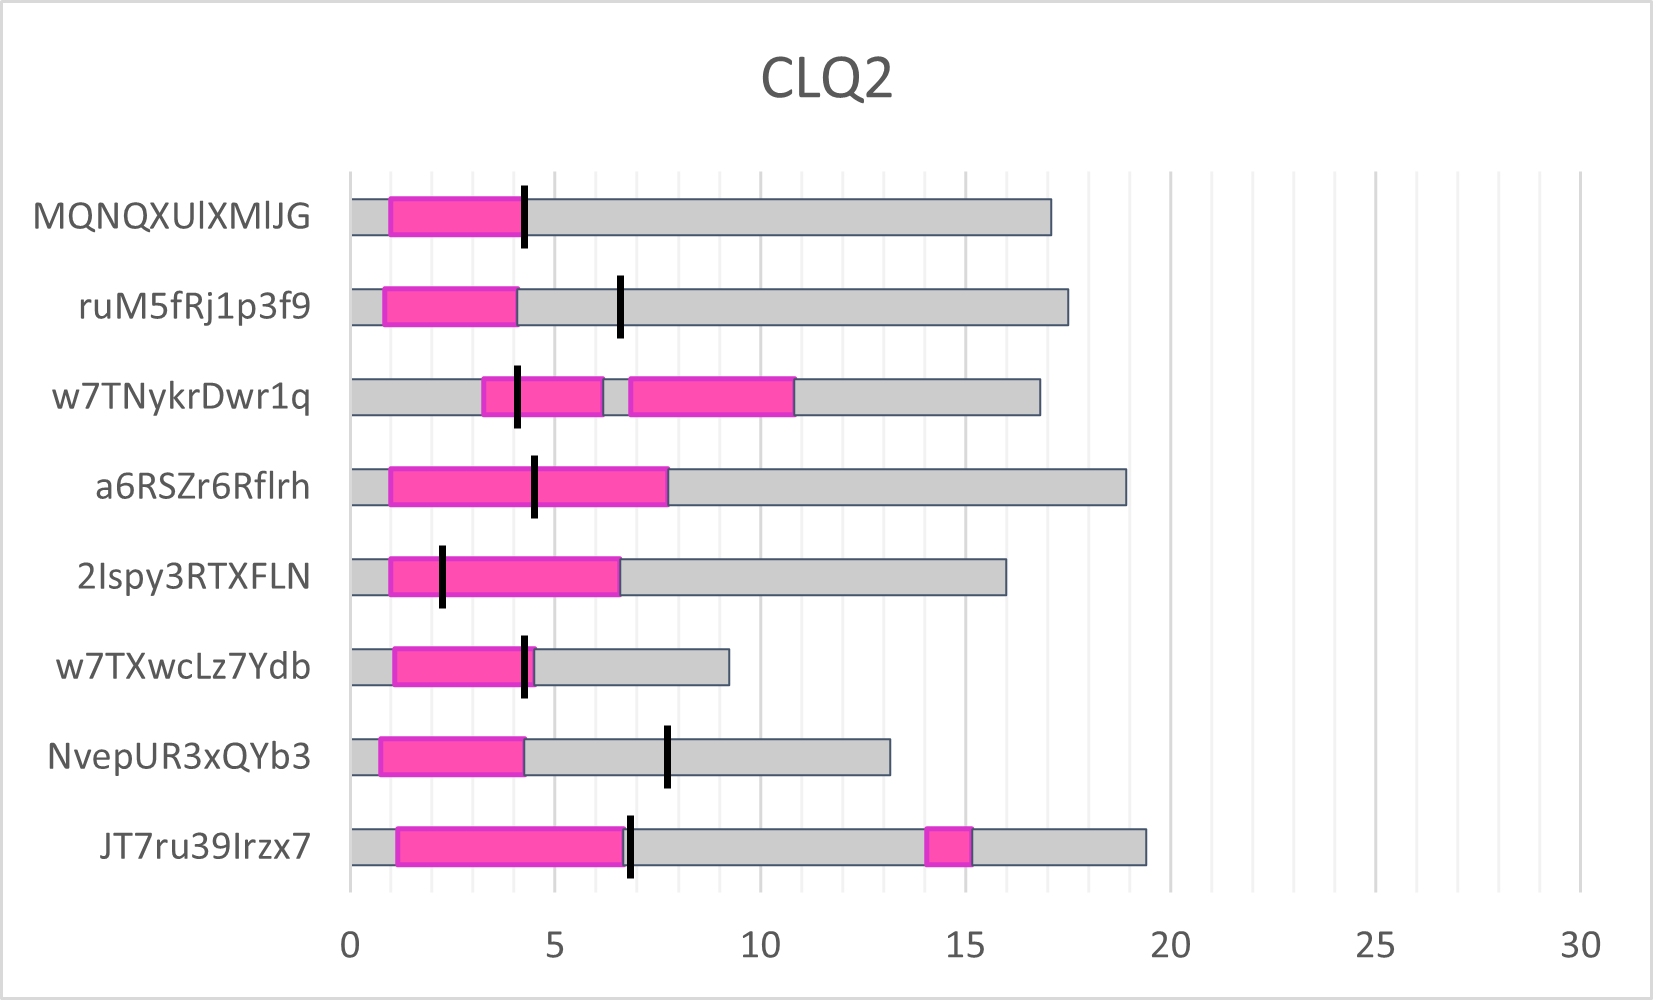 CLQ2
MQNQXUlXMlJG
ruM5fRj1p3f9
w7TNykrDwr1q
a6RSZr6Rflrh
2Ispy3RTXFLN
w7TXwcLz7Ydb
NvepUR3xQYb3
JT7ru39Irzx7
0 5 10 15 20 25 30